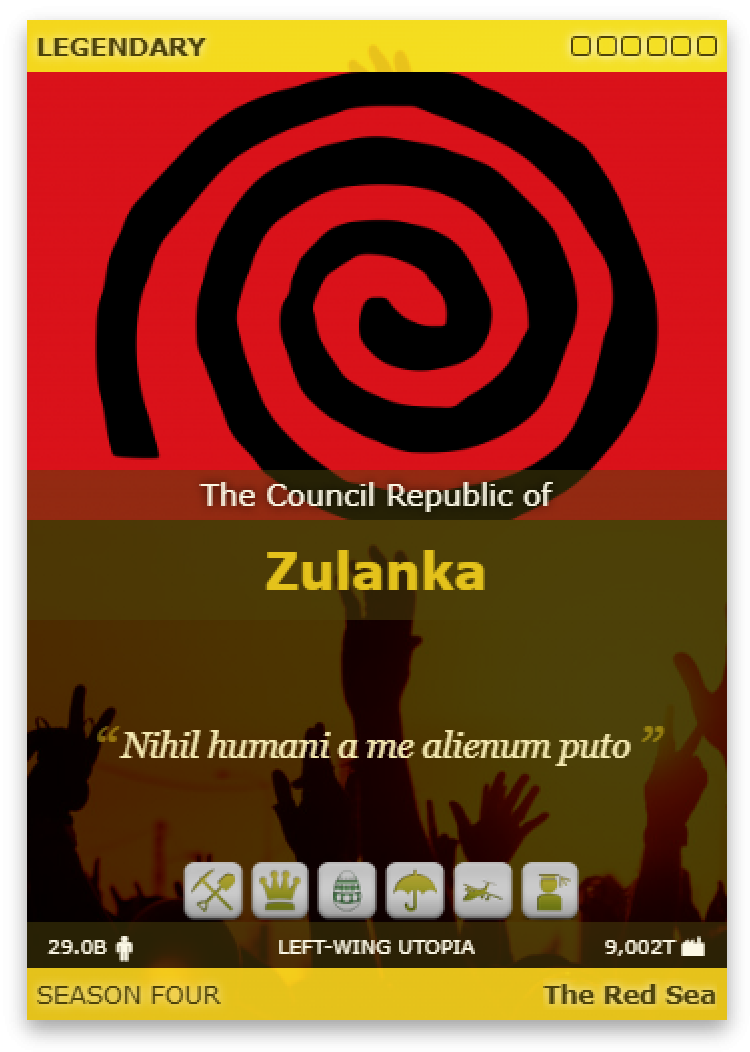 LEGENDARY
The Council Republic of
Zulanka
“ Nihil humani a me alienum puto ”
29.0B LEFT-WING UTOPIA 9,002T
SEASON FOUR The Red Sea